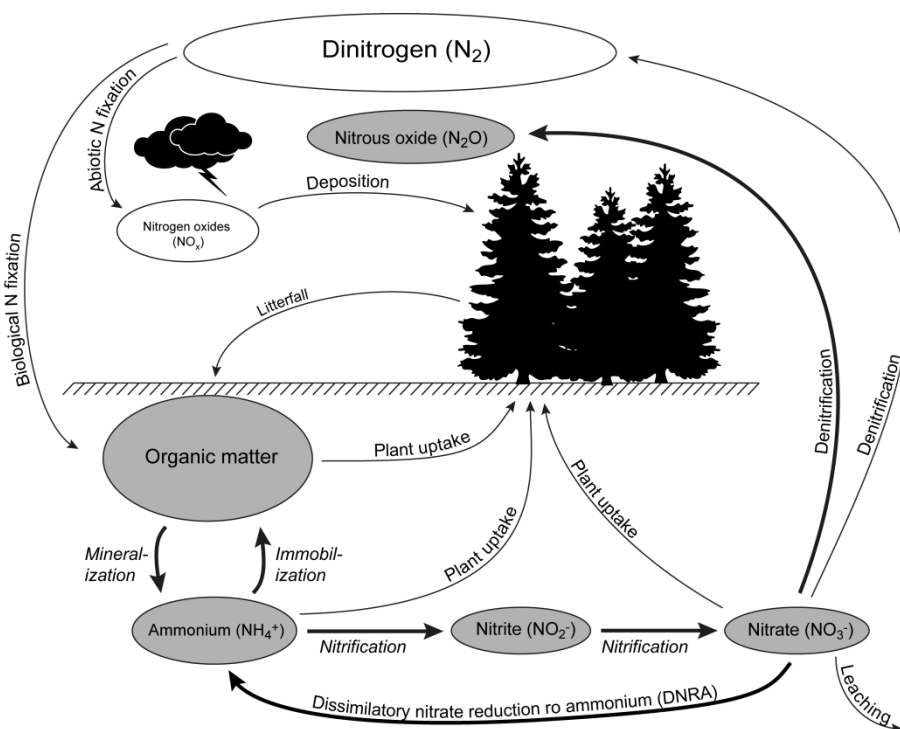 Dinitrogen (N₂)
Biological N fixation
Abiotic N fixation
Nitrous oxide (N₂O)
Deposition
Nitrogen oxides
(NOₓ)
Litterfall
Denitrification
Denitrification
Organic matter
Plant uptake
Plant uptake
Plant uptake
Mineral-
ization
Immobil-
ization
Ammonium (NH₄⁺)
Nitrification
Nitrite (NO₂⁻)
Nitrification
Nitrate (NO₃⁻)
Leaching
Dissimilatory nitrate reduction ro ammonium (DNRA)